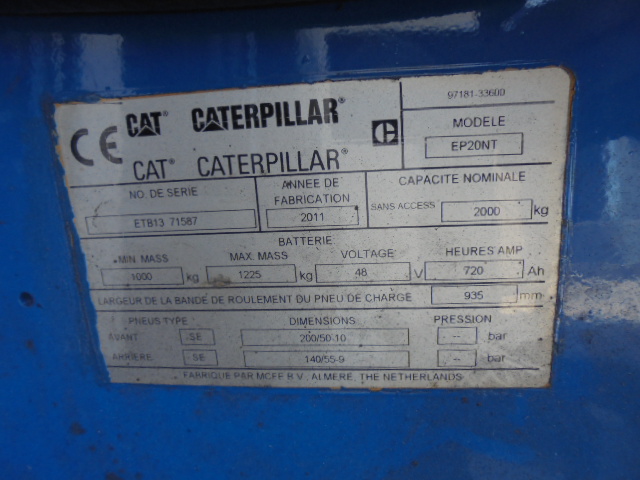 CE CAT® CATERPILLAR®
CAT® CATERPILLAR®
97181-33600
MODELE
EP20NT
NO. DE SERIE
ETB13 71587
ANNEE DE
FABRICATION
2011
CAPACITE NOMINALE
SANS ACCESS 2000 kg
BATTERIE
MIN. MASS MAX. MASS VOLTAGE HEURES AMP
1000 kg 1225 kg 48 V 720 Ah
LARGEUR DE LA BANDE DE ROULEMENT DU PNEU DE CHARGE 935 mm
PNEUS TYPE DIMENSIONS PRESSION
AVANT SE 200/50-10 -- bar
ARRIERE SE 140/55-9 -- bar
FABRIQUE PAR MCFE B.V., ALMERE, THE NETHERLANDS